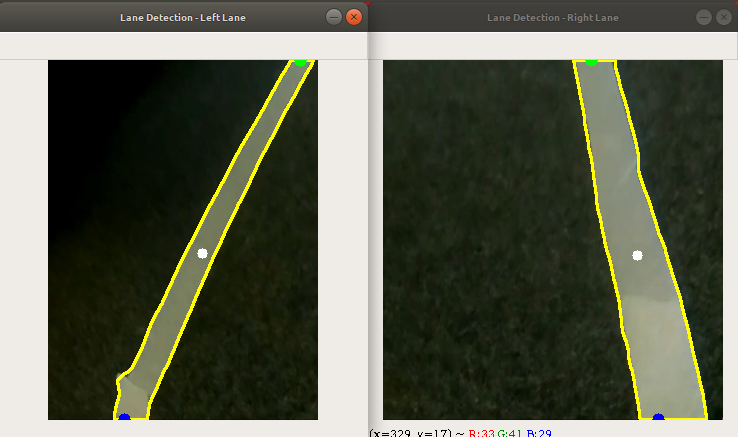 Lane Detection - Left Lane
Lane Detection - Right Lane
(x=329, y=17) ~ R:33 G:41 B:29